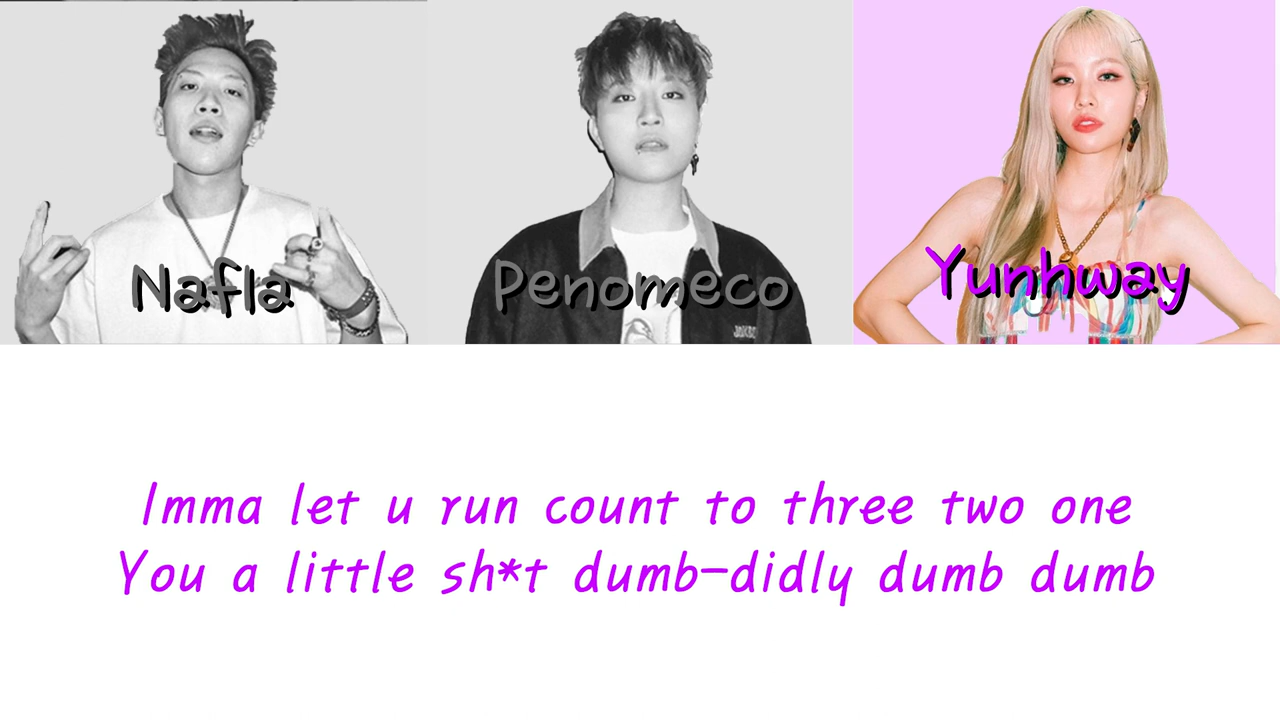 Nafla
Penomeco
Yunhway
Imma let u run count to three two one
You a little sh*t dumb-didly dumb dumb